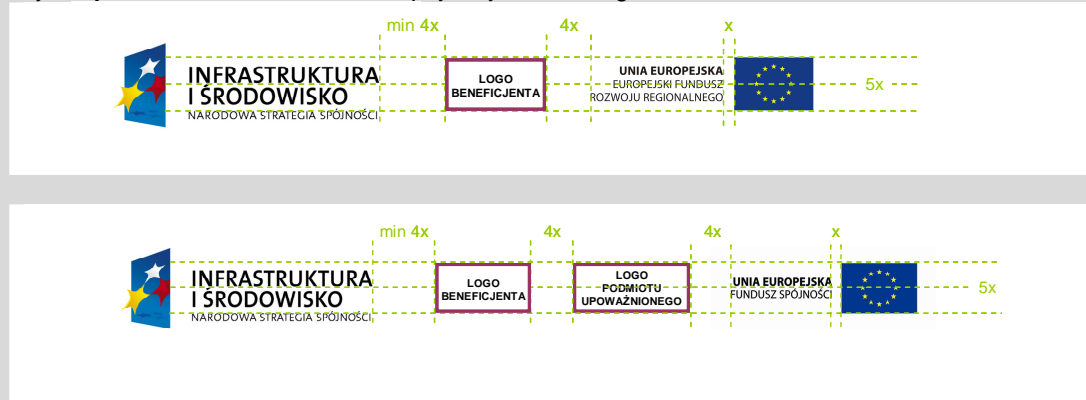 min 4x 4x x
INFRASTRUKTURA
I ŚRODOWISKO
NARODOWA STRATEGIA SPÓJNOŚCI
LOGO
BENEFICJENTA
UNIA EUROPEJSKA
EUROPEJSKI FUNDUSZ
ROZWOJU REGIONALNEGO
5x
min 4x 4x 4x x
INFRASTRUKTURA
I ŚRODOWISKO
NARODOWA STRATEGIA SPÓJNOŚCI
LOGO
BENEFICJENTA
LOGO
PODMIOTU
UPOWAŻNIONEGO
UNIA EUROPEJSKA
FUNDUSZ SPÓJNOŚCI
5x